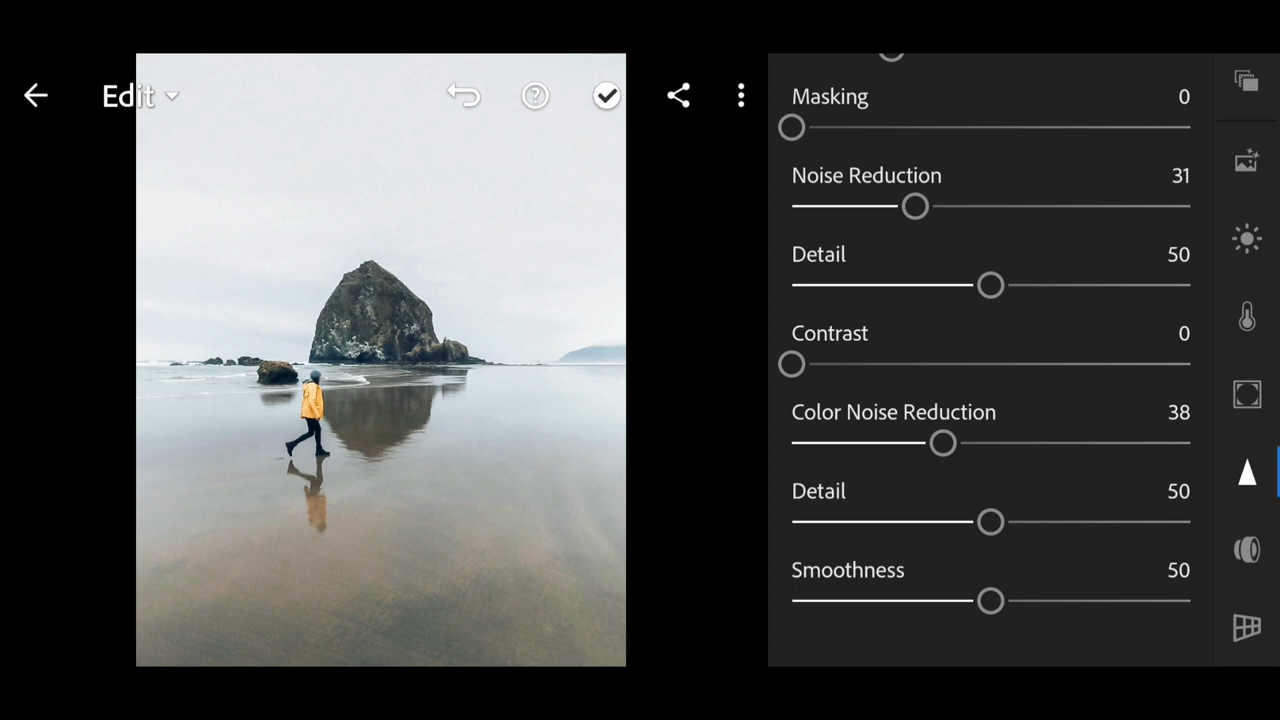 Edit
Masking 0
Noise Reduction 31
Detail 50
Contrast 0
Color Noise Reduction 38
Detail 50
Smoothness 50